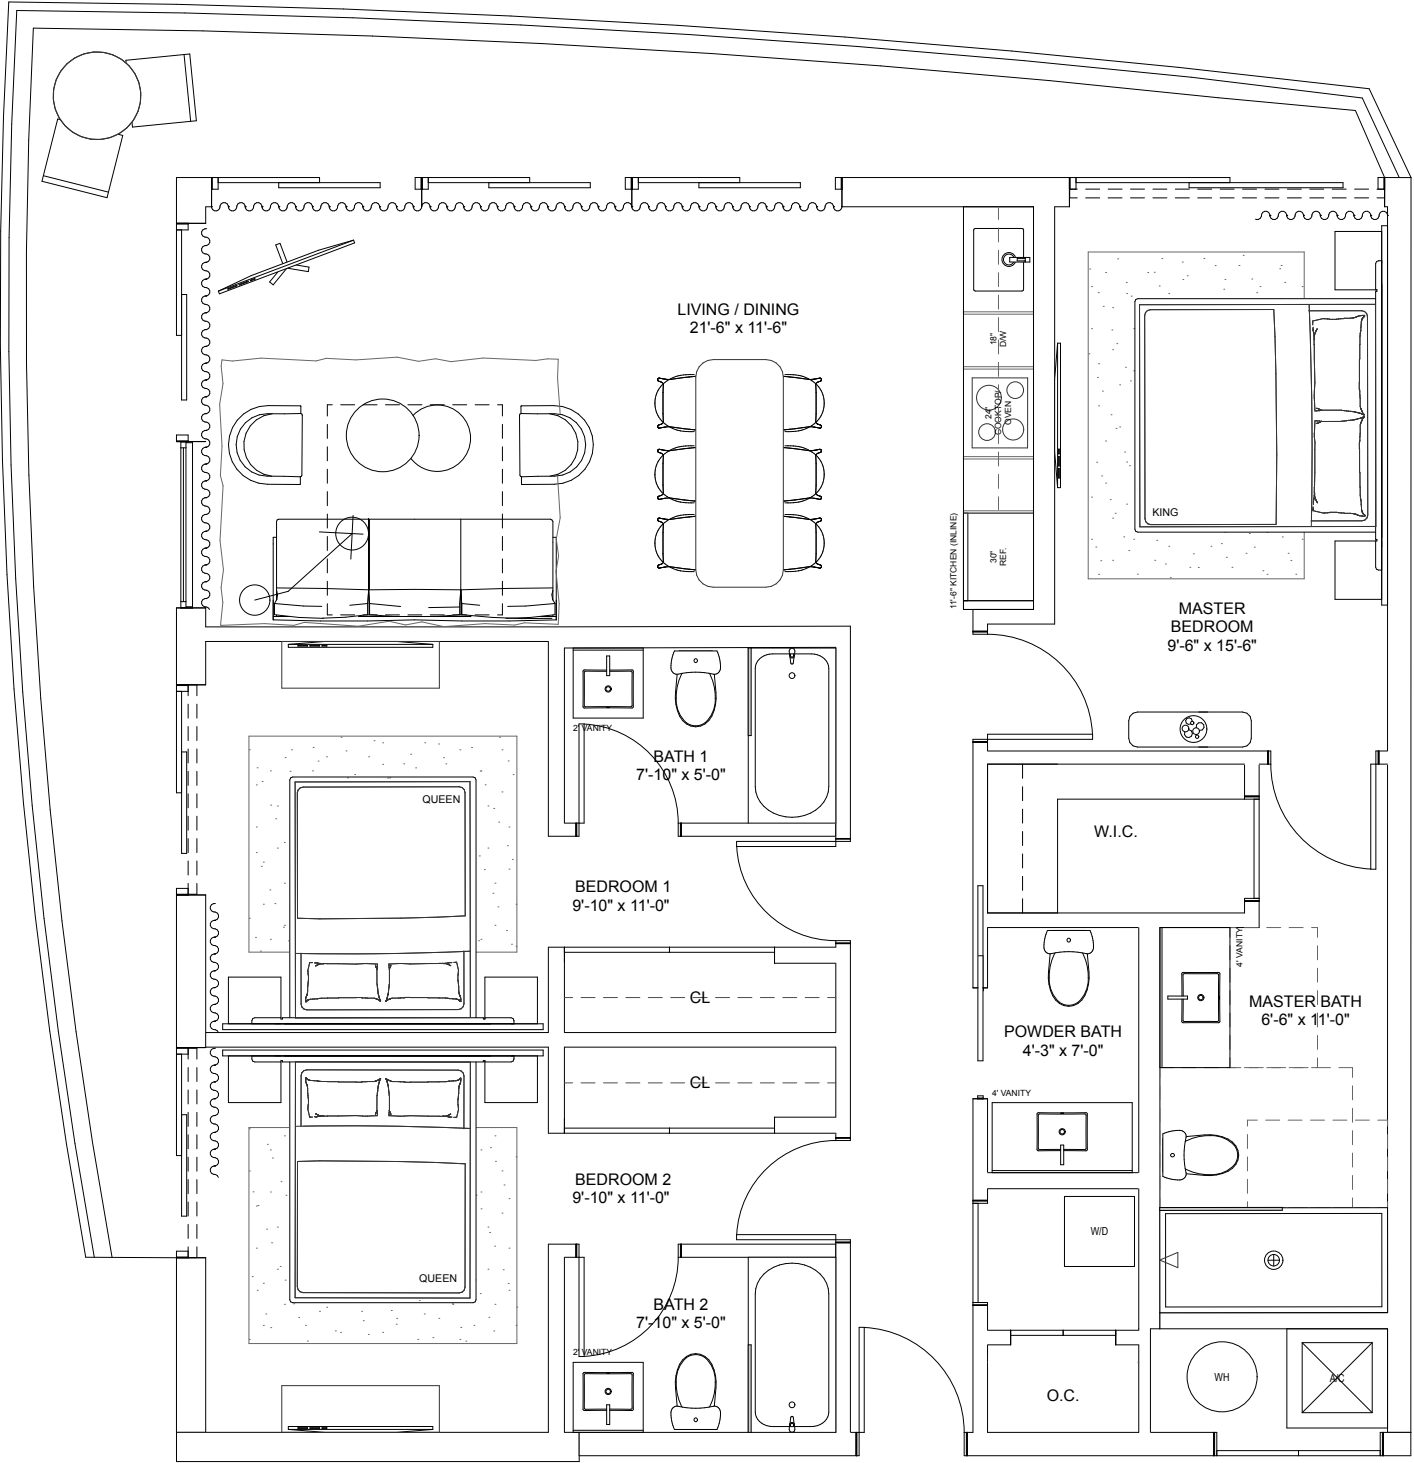 LIVING / DINING
21'-6" x 11'-6"
18"
D/W
24"
COOKTOP/
OVEN
30"
REF.
11'-6" KITCHEN (INLINE)
KING
MASTER
BEDROOM
9'-6" x 15'-6"
2' VANITY
BATH 1
7'-10" x 5'-0"
QUEEN
W.I.C.
BEDROOM 1
9'-10" x 11'-0"
4' VANITY
CL
MASTER BATH
6'-6" x 11'-0"
POWDER BATH
4'-3" x 7'-0"
CL
4' VANITY
BEDROOM 2
9'-10" x 11'-0"
W/D
QUEEN
BATH 2
7'-10" x 5'-0"
2' VANITY
WH
A/C
O.C.